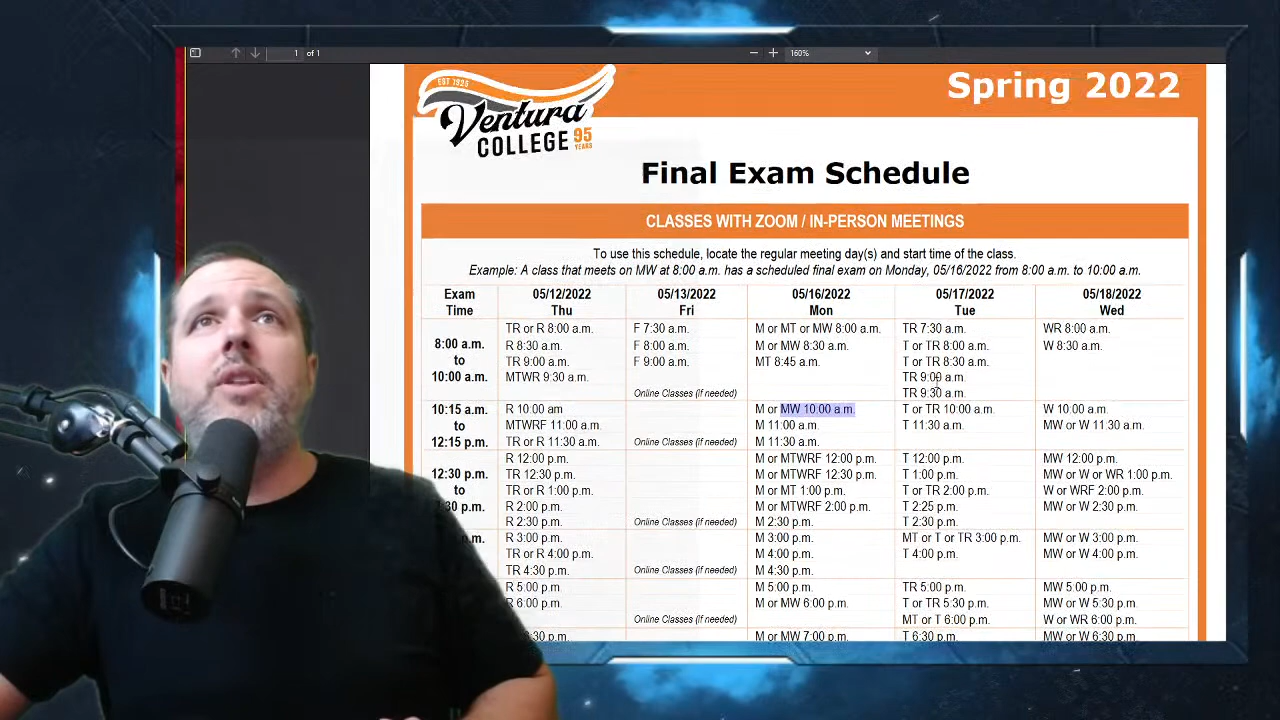 1 of 1
160%
EST 1925
Ventura
COLLEGE 95
YEARS
Spring 2022
Final Exam Schedule
CLASSES WITH ZOOM / IN-PERSON MEETINGS
To use this schedule, locate the regular meeting day(s) and start time of the class.
Example: A class that meets on MW at 8:00 a.m. has a scheduled final exam on Monday, 05/16/2022 from 8:00 a.m. to 10:00 a.m.
Exam 05/12/2022 05/13/2022 05/16/2022 05/17/2022 05/18/2022
Time Thu Fri Mon Tue Wed
TR or R 8:00 a.m. F 7:30 a.m. M or MT or MW 8:00 a.m. TR 7:30 a.m. WR 8:00 a.m.
8:00 a.m. R 8:30 a.m. F 8:00 a.m. M or MW 8:30 a.m. T or TR 8:00 a.m. W 8:30 a.m.
to TR 9:00 a.m. F 9:00 a.m. MT 8:45 a.m. T or TR 8:30 a.m.
10:00 a.m. MTWR 9:30 a.m. TR 9:00 a.m.
Online Classes (if needed) TR 9:30 a.m.
10:15 a.m. R 10:00 am M or MW 10:00 a.m. T or TR 10:00 a.m. W 10:00 a.m.
to MTWRF 11:00 a.m. M 11:00 a.m. T 11:30 a.m. MW or W 11:30 a.m.
12:15 p.m. TR or R 11:30 a.m. Online Classes (if needed) M 11:30 a.m.
R 12:00 p.m. M or MTWRF 12:00 p.m. T 12:00 p.m. MW 12:00 p.m.
12:30 p.m. TR 12:30 p.m. M or MTWRF 12:30 p.m. T 1:00 p.m. MW or W or WR 1:00 p.m.
to TR or R 1:00 p.m. M or MT 1:00 p.m. T or TR 2:00 p.m. W or WRF 2:00 p.m.
:30 p.m. R 2:00 p.m. M or MTWRF 2:00 p.m. T 2:25 p.m. MW or W 2:30 p.m.
R 2:30 p.m. Online Classes (if needed) M 2:30 p.m. T 2:30 p.m.
p.m. R 3:00 p.m. M 3:00 p.m. MT or T or TR 3:00 p.m. MW or W 3:00 p.m.
TR or R 4:00 p.m. M 4:00 p.m. T 4:00 p.m. MW or W 4:00 p.m.
TR 4:30 p.m. Online Classes (if needed) M 4:30 p.m.
R 5:00 p.m. M 5:00 p.m. TR 5:00 p.m. MW 5:00 p.m.
R 6:00 p.m. M or MW 6:00 p.m. T or TR 5:30 p.m. MW or W 5:30 p.m.
Online Classes (if needed) MT or T 6:00 p.m. W or WR 6:00 p.m.
:30 p.m. M or MW 7:00 p.m. T 6:30 p.m. MW or W 6:30 p.m.